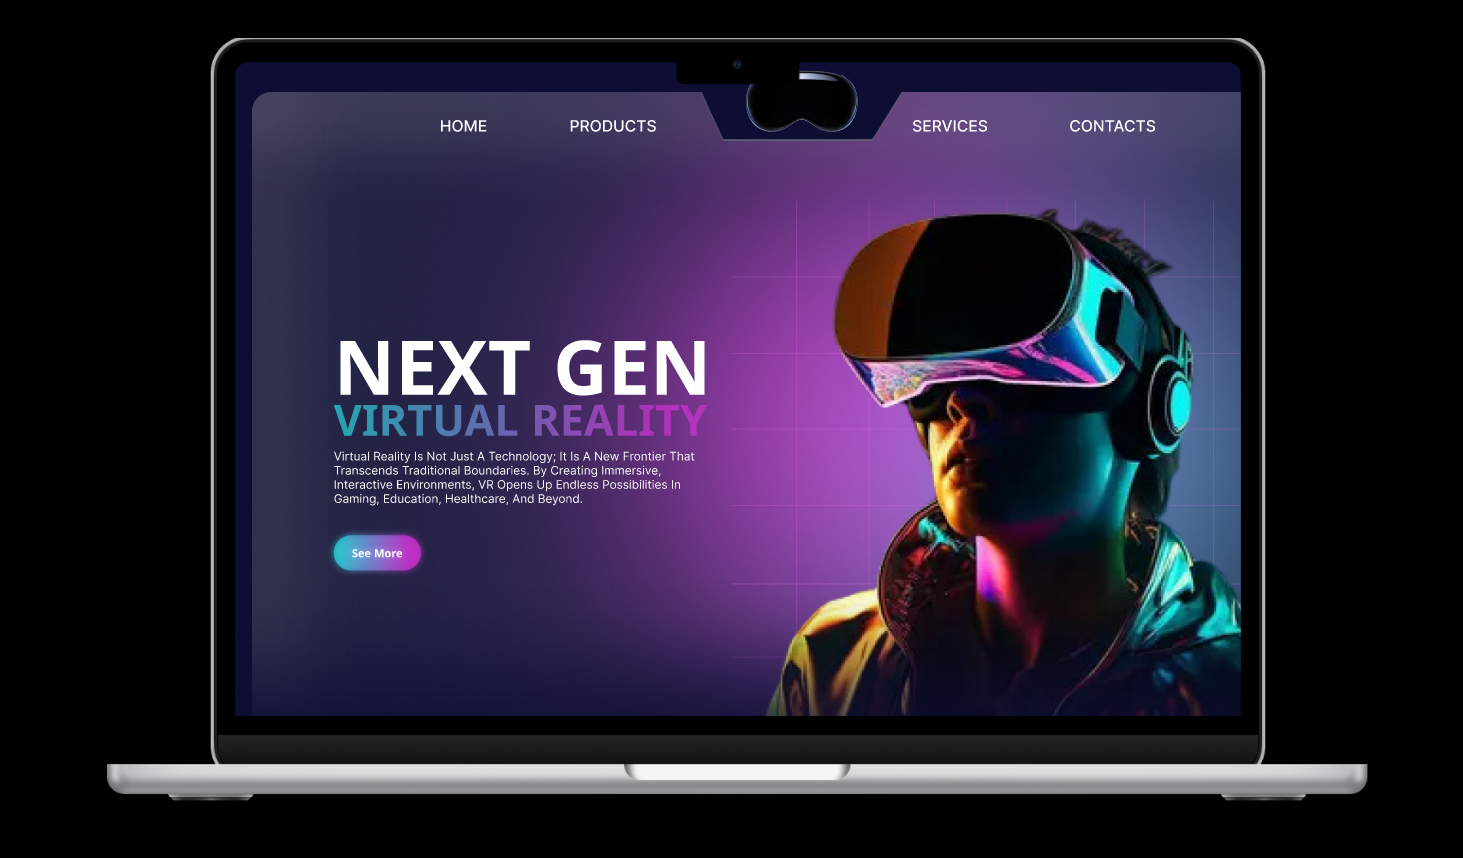 HOME PRODUCTS SERVICES CONTACTS
NEXT GEN
VIRTUAL REALITY
Virtual Reality Is Not Just A Technology; It Is A New Frontier That
Transcends Traditional Boundaries. By Creating Immersive,
Interactive Environments, VR Opens Up Endless Possibilities In
Gaming, Education, Healthcare, And Beyond.
See More